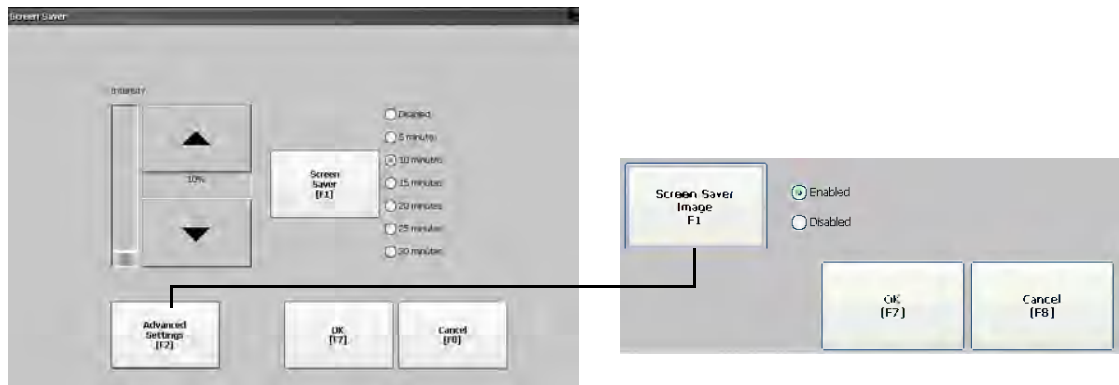 Screen Saver
Intensity
10%
Screen
Saver
[F1]
Disabled
5 minutes
10 minutes
15 minutes
20 minutes
25 minutes
30 minutes
Advanced
Settings
[F2]
OK
[F7]
Cancel
[F8]
Screen Saver
Image
F1
Enabled
Disabled
OK
[F7]
Cancel
[F8]